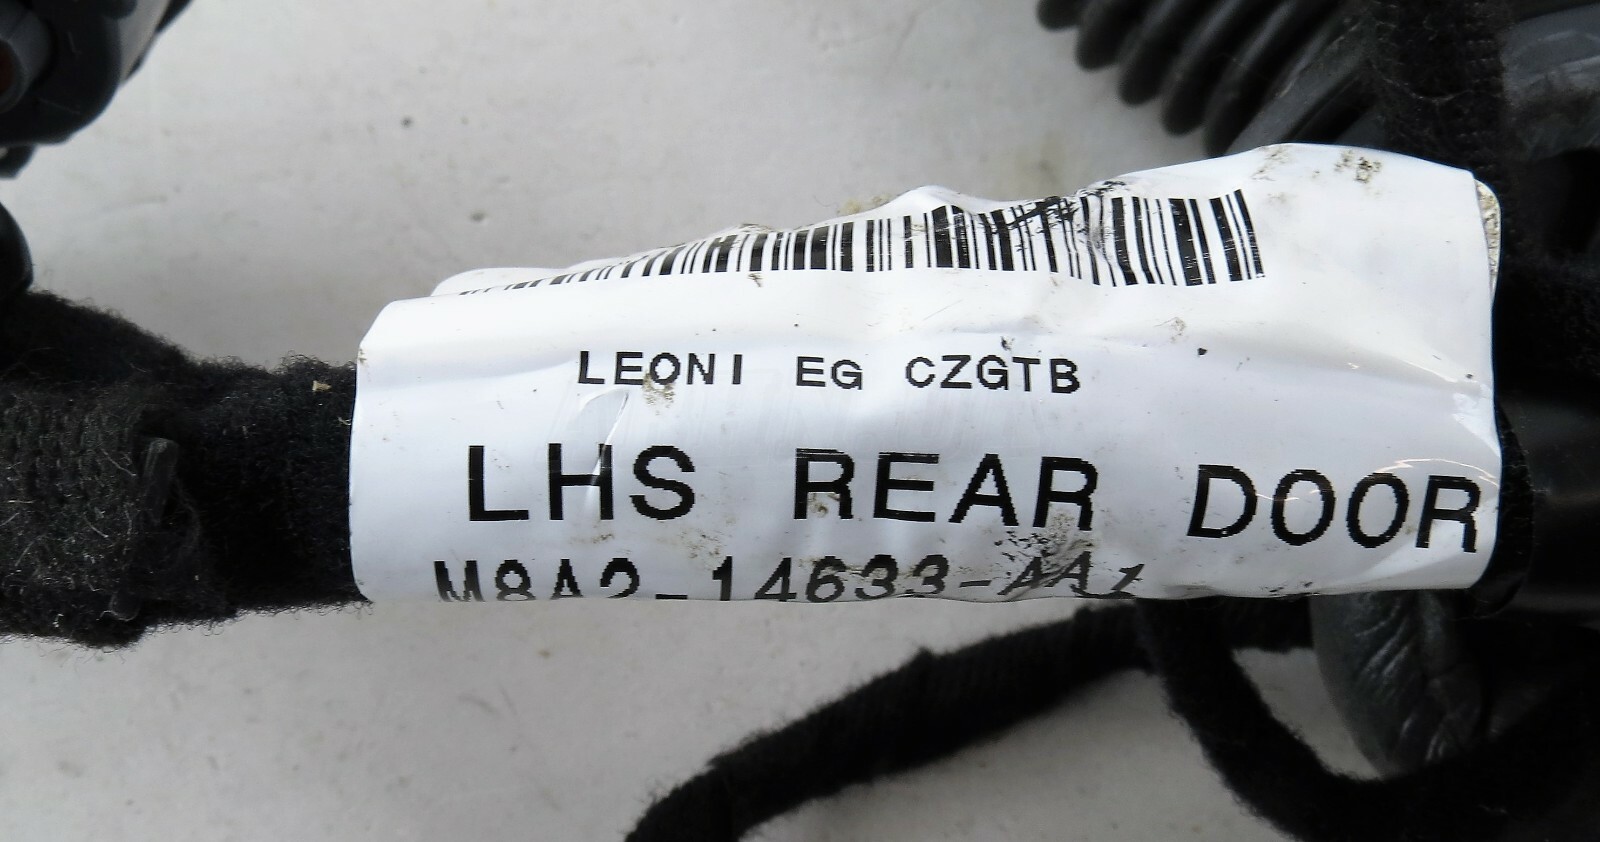 LEONI EG CZGTB
LHS REAR DOOR
M8A2-14633-AA